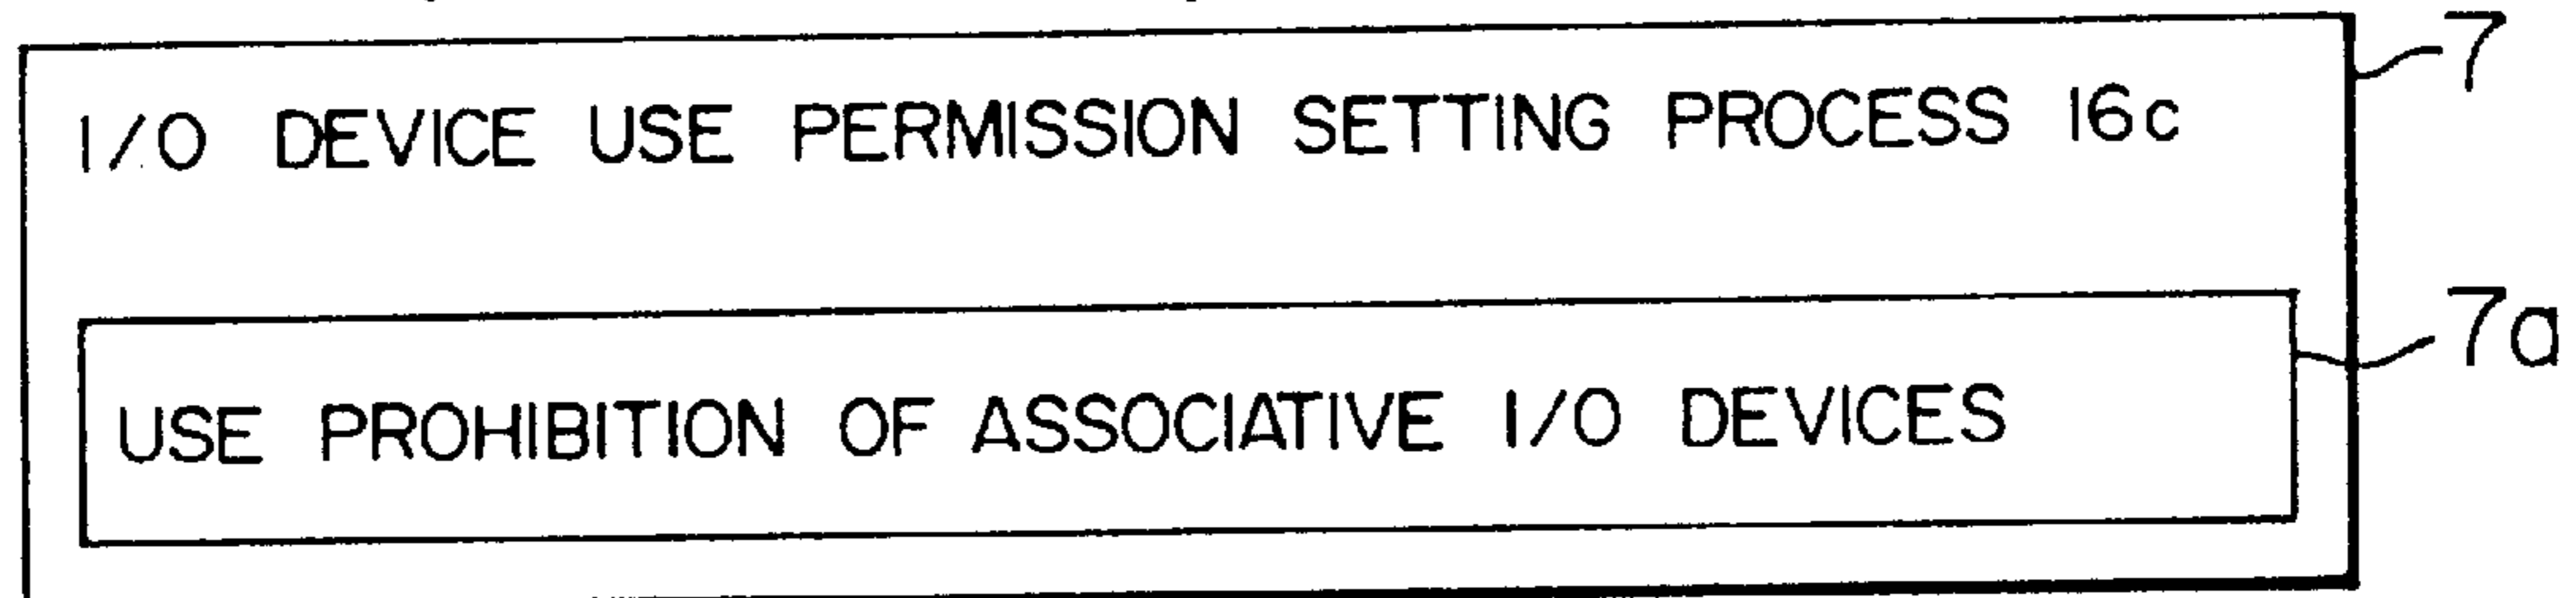 7
I/O DEVICE USE PERMISSION SETTING PROCESS 16c
7a
USE PROHIBITION OF ASSOCIATIVE I/O DEVICES